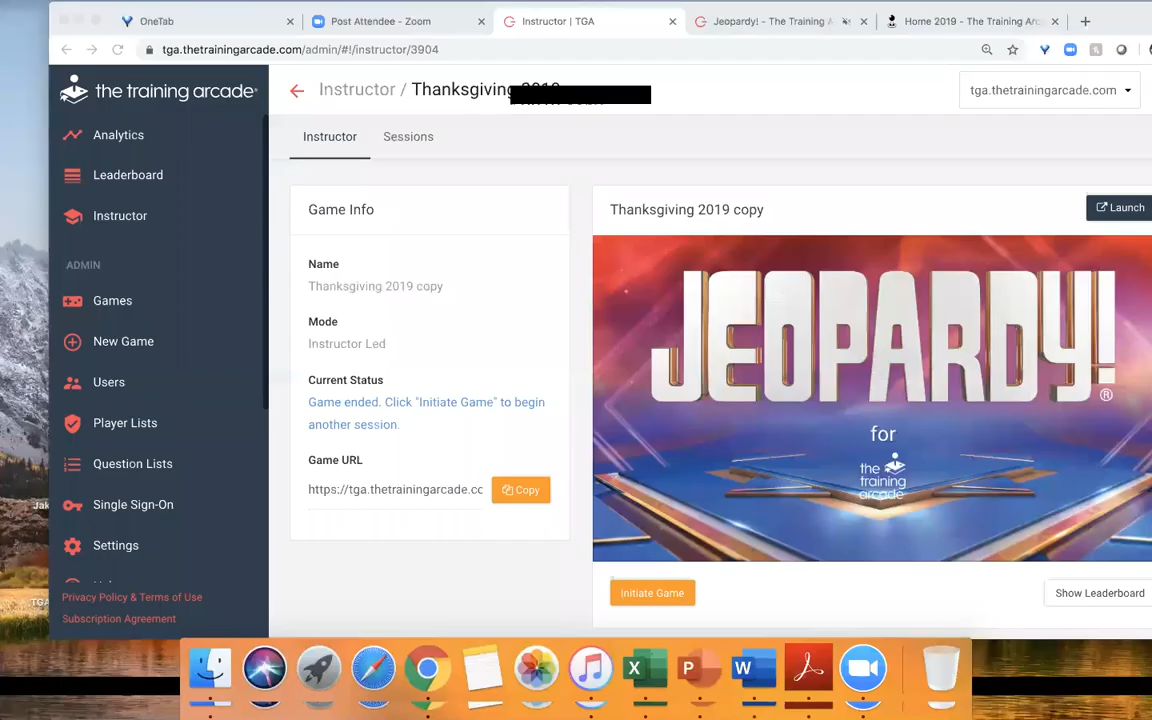 OneTab
Post Attendee - Zoom
Instructor | TGA
Jeopardy! - The Training A
Home 2019 - The Training Arc
tga.thetrainingarcade.com/admin/#!/instructor/3904
the training arcade
Instructor / Thanksgiving
tga.thetrainingarcade.com
Analytics
Leaderboard
Instructor
ADMIN
Games
New Game
Users
Player Lists
Question Lists
Single Sign-On
Settings
Privacy Policy & Terms of Use
Subscription Agreement
Instructor
Sessions
Game Info
Name
Thanksgiving 2019 copy
Mode
Instructor Led
Current Status
Game ended. Click "Initiate Game" to begin
another session.
Game URL
https://tga.thetrainingarcade.cc
Copy
Thanksgiving 2019 copy
Launch
JEOPARDY!®
for
the
training
arcade
Initiate Game
Show Leaderboard
Jak
TGA
X
P
W